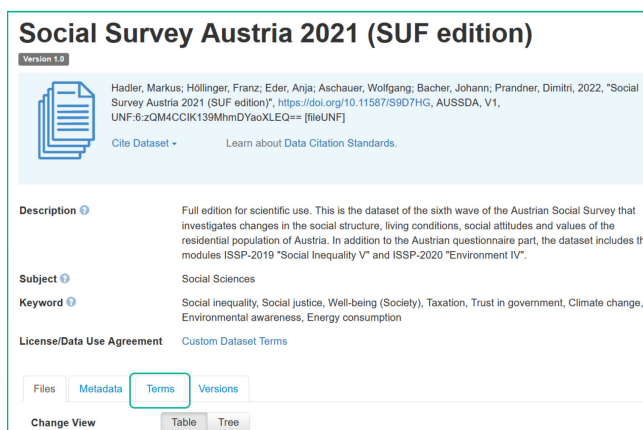 Social Survey Austria 2021 (SUF edition)
Version 1.0
Hadler, Markus; Höllinger, Franz; Eder, Anja; Aschauer, Wolfgang; Bacher, Johann; Prandner, Dimitri, 2022, "Social
Survey Austria 2021 (SUF edition)", https://doi.org/10.11587/S9D7HG, AUSSDA, V1,
UNF:6:zQM4CCIK139MhmDYaoXLEQ== [fileUNF]
Cite Dataset Learn about Data Citation Standards.
Description Full edition for scientific use. This is the dataset of the sixth wave of the Austrian Social Survey that
investigates changes in the social structure, living conditions, social attitudes and values of the
residential population of Austria. In addition to the Austrian questionnaire part, the dataset includes th
modules ISSP-2019 "Social Inequality V" and ISSP-2020 "Environment IV".
Subject Social Sciences
Keyword Social inequality, Social justice, Well-being (Society), Taxation, Trust in government, Climate change,
Environmental awareness, Energy consumption
License/Data Use Agreement Custom Dataset Terms
Files Metadata Terms Versions
Change View Table Tree